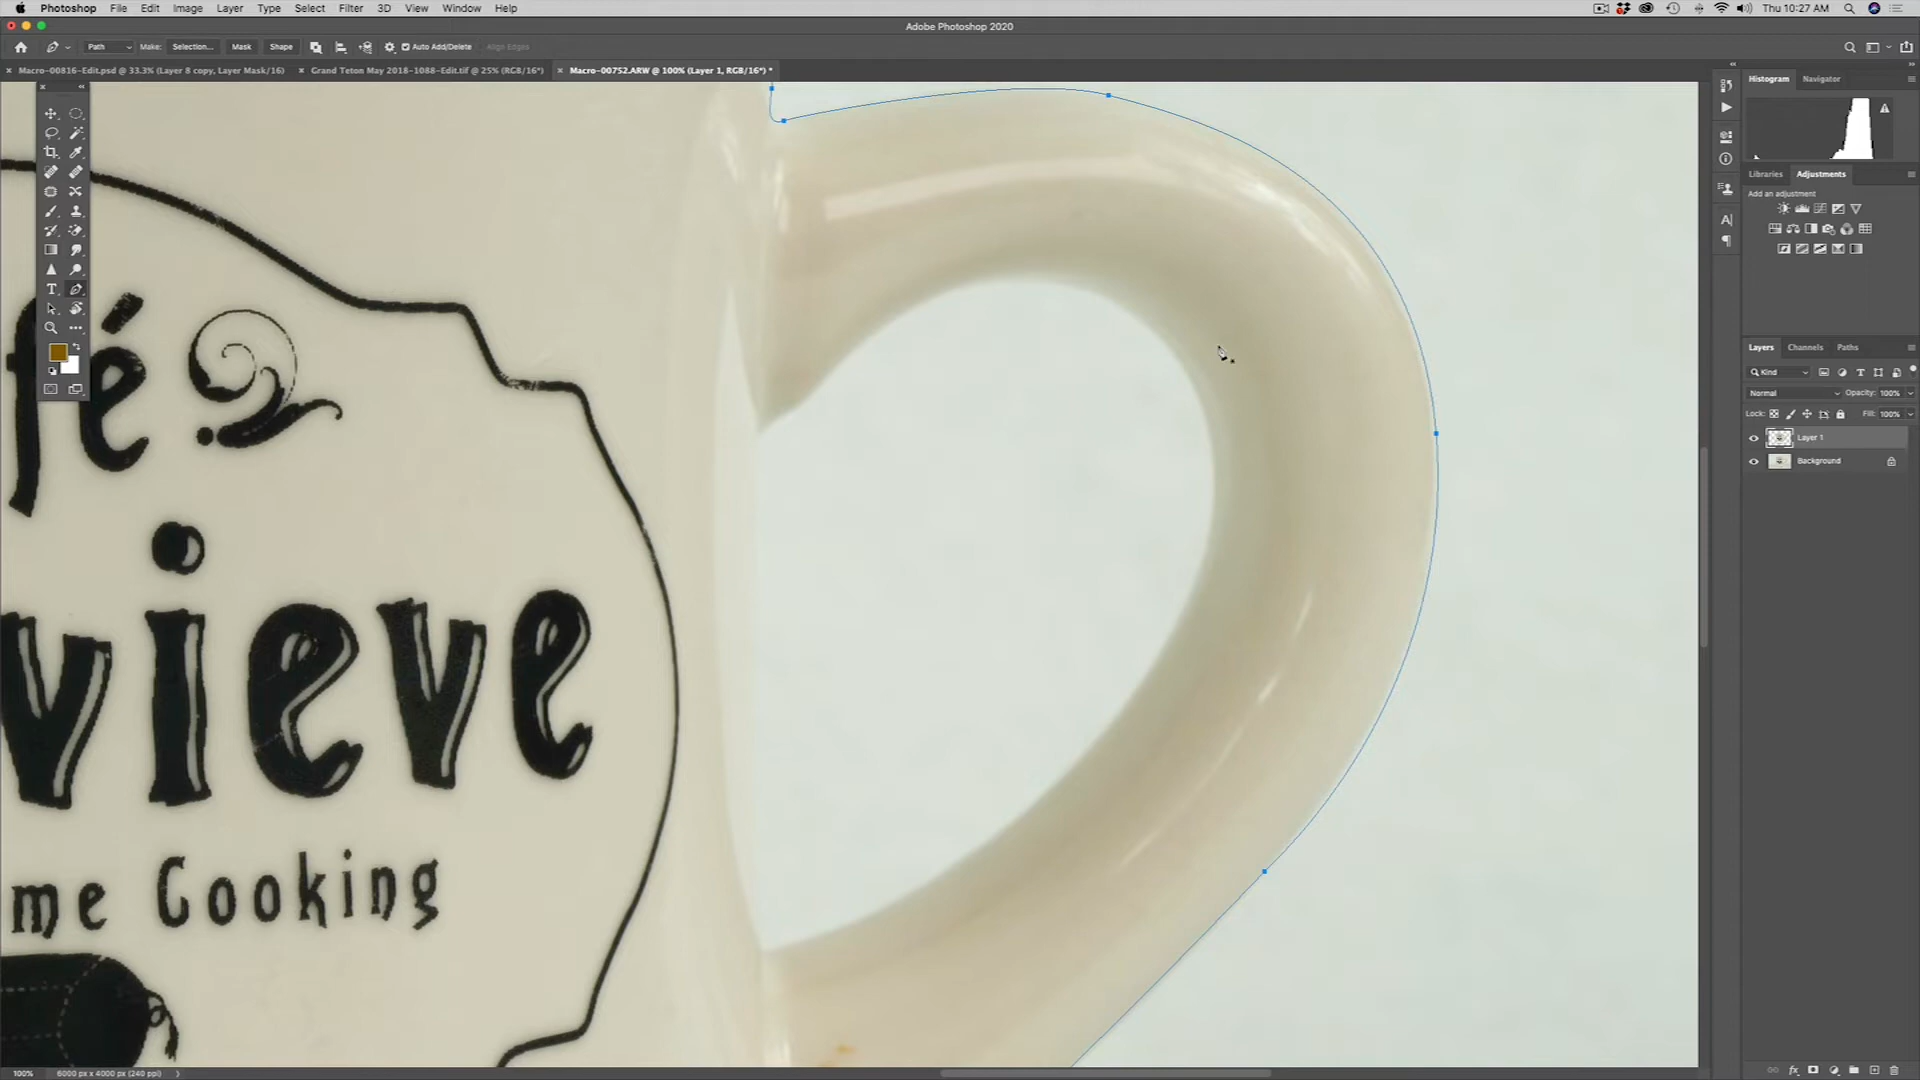 Photoshop File Edit Image Layer Type Select Filter 3D View Window Help Thu 10:27 AM
Adobe Photoshop 2020
Path Make: Selection... Mask Shape Auto Add/Delete Align Edges
Macro-00816-Edit.psd @ 33.3% (Layer 8 copy, Layer Mask/16) Grand Teton May 2018-1088-Edit.tif @ 25% (RGB/16*) Macro-00752.ARW @ 100% (Layer 1, RGB/16*) *
Histogram Navigator
Libraries Adjustments
Add an adjustment
Layers Channels Paths
Kind
Normal Opacity: 100%
Lock: Fill: 100%
Layer 1
Background
fé
vieve
me Cooking
100% 6000 px x 4000 px (240 ppi)